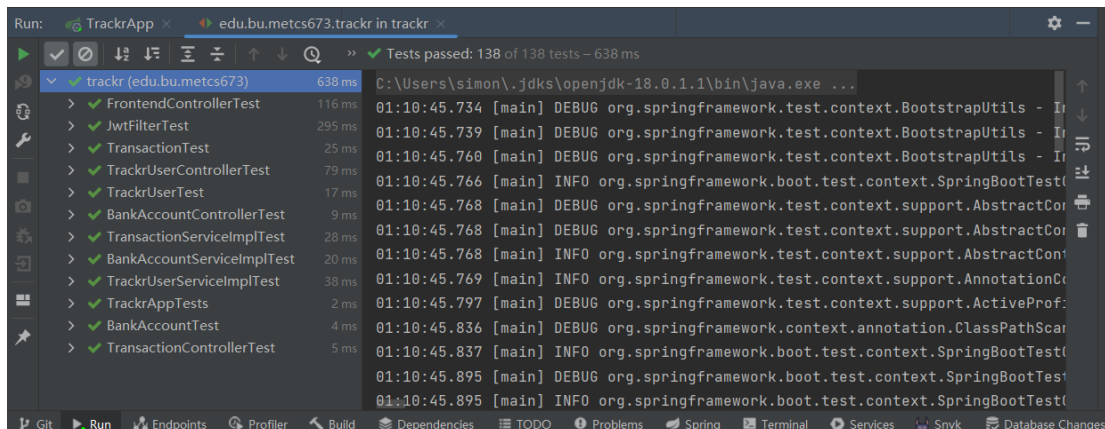 Run: TrackrApp × edu.bu.metcs673.trackr in trackr ×
» Tests passed: 138 of 138 tests – 638 ms
trackr (edu.bu.metcs673) 638 ms C:\Users\simon\.jdks\openjdk-18.0.1.1\bin\java.exe ...
FrontendControllerTest 116 ms 01:10:45.734 [main] DEBUG org.springframework.test.context.BootstrapUtils - In
JwtFilterTest 295 ms 01:10:45.739 [main] DEBUG org.springframework.test.context.BootstrapUtils - In
TransactionTest 25 ms 01:10:45.760 [main] DEBUG org.springframework.test.context.BootstrapUtils - In
TrackrUserControllerTest 79 ms 01:10:45.766 [main] INFO org.springframework.boot.test.context.SpringBootTest
TrackrUserTest 17 ms 01:10:45.768 [main] DEBUG org.springframework.test.context.support.AbstractCon
BankAccountControllerTest 9 ms 01:10:45.768 [main] DEBUG org.springframework.test.context.support.AbstractCon
TransactionServiceImplTest 28 ms 01:10:45.768 [main] INFO org.springframework.test.context.support.AbstractCont
BankAccountServiceImplTest 20 ms 01:10:45.769 [main] INFO org.springframework.test.context.support.AnnotationCo
TrackrUserServiceImplTest 38 ms 01:10:45.797 [main] DEBUG org.springframework.test.context.support.ActiveProfi
TrackrAppTests 2 ms 01:10:45.836 [main] DEBUG org.springframework.context.annotation.ClassPathScan
BankAccountTest 4 ms 01:10:45.837 [main] INFO org.springframework.boot.test.context.SpringBootTest
TransactionControllerTest 5 ms 01:10:45.895 [main] DEBUG org.springframework.boot.test.context.SpringBootTest
01:10:45.895 [main] INFO org.springframework.boot.test.context.SpringBootTest
Git Run Endpoints Profiler Build Dependencies TODO Problems Spring Terminal Services Snyk Database Changes